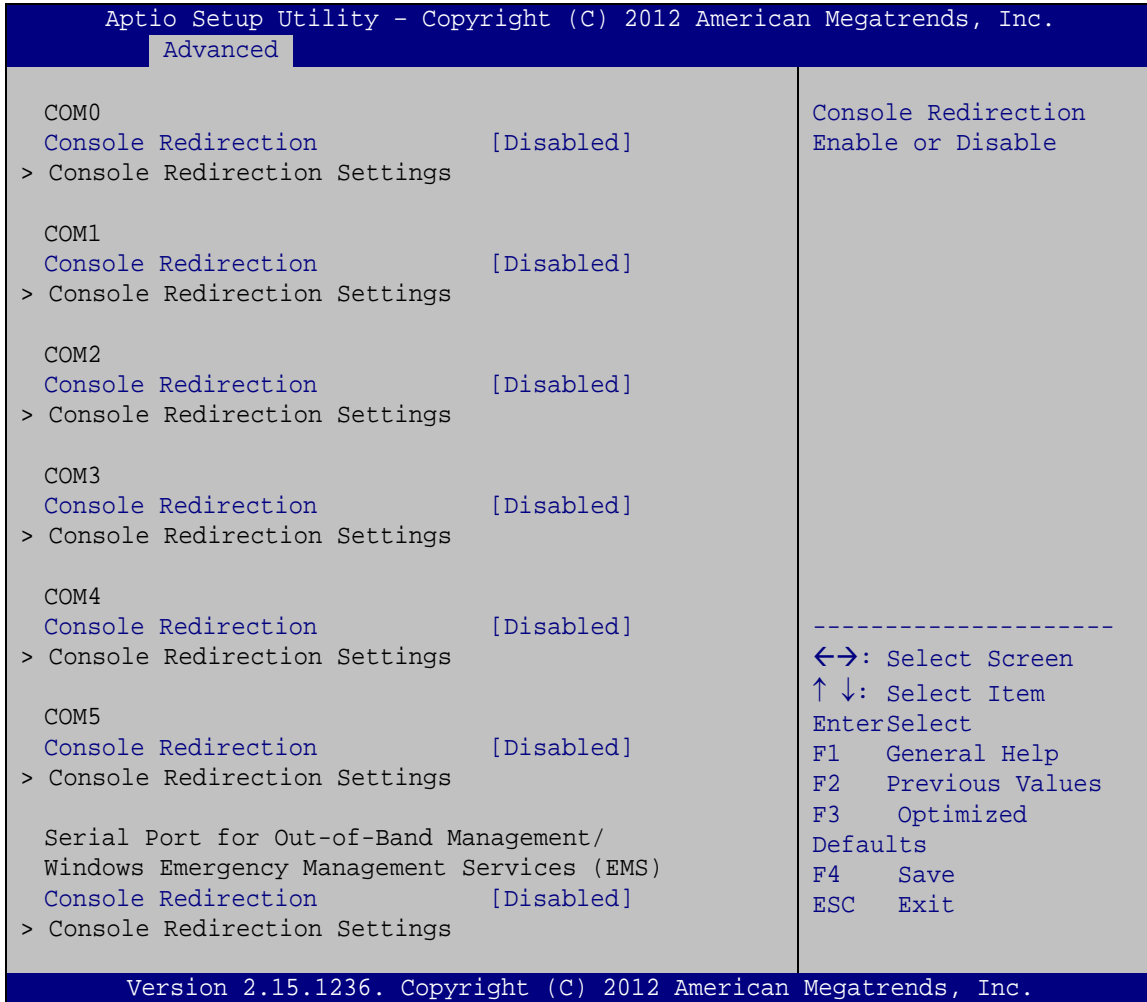 Aptio Setup Utility – Copyright (C) 2012 American Megatrends, Inc.
Advanced
COM0
Console Redirection [Disabled]
> Console Redirection Settings
COM1
Console Redirection [Disabled]
> Console Redirection Settings
COM2
Console Redirection [Disabled]
> Console Redirection Settings
COM3
Console Redirection [Disabled]
> Console Redirection Settings
COM4
Console Redirection [Disabled]
> Console Redirection Settings
COM5
Console Redirection [Disabled]
> Console Redirection Settings
Serial Port for Out-of-Band Management/
Windows Emergency Management Services (EMS)
Console Redirection [Disabled]
> Console Redirection Settings
Console Redirection
Enable or Disable
---------------------
←→: Select Screen
↑ ↓: Select Item
EnterSelect
F1 General Help
F2 Previous Values
F3 Optimized
Defaults
F4 Save
ESC Exit
Version 2.15.1236. Copyright (C) 2012 American Megatrends, Inc.